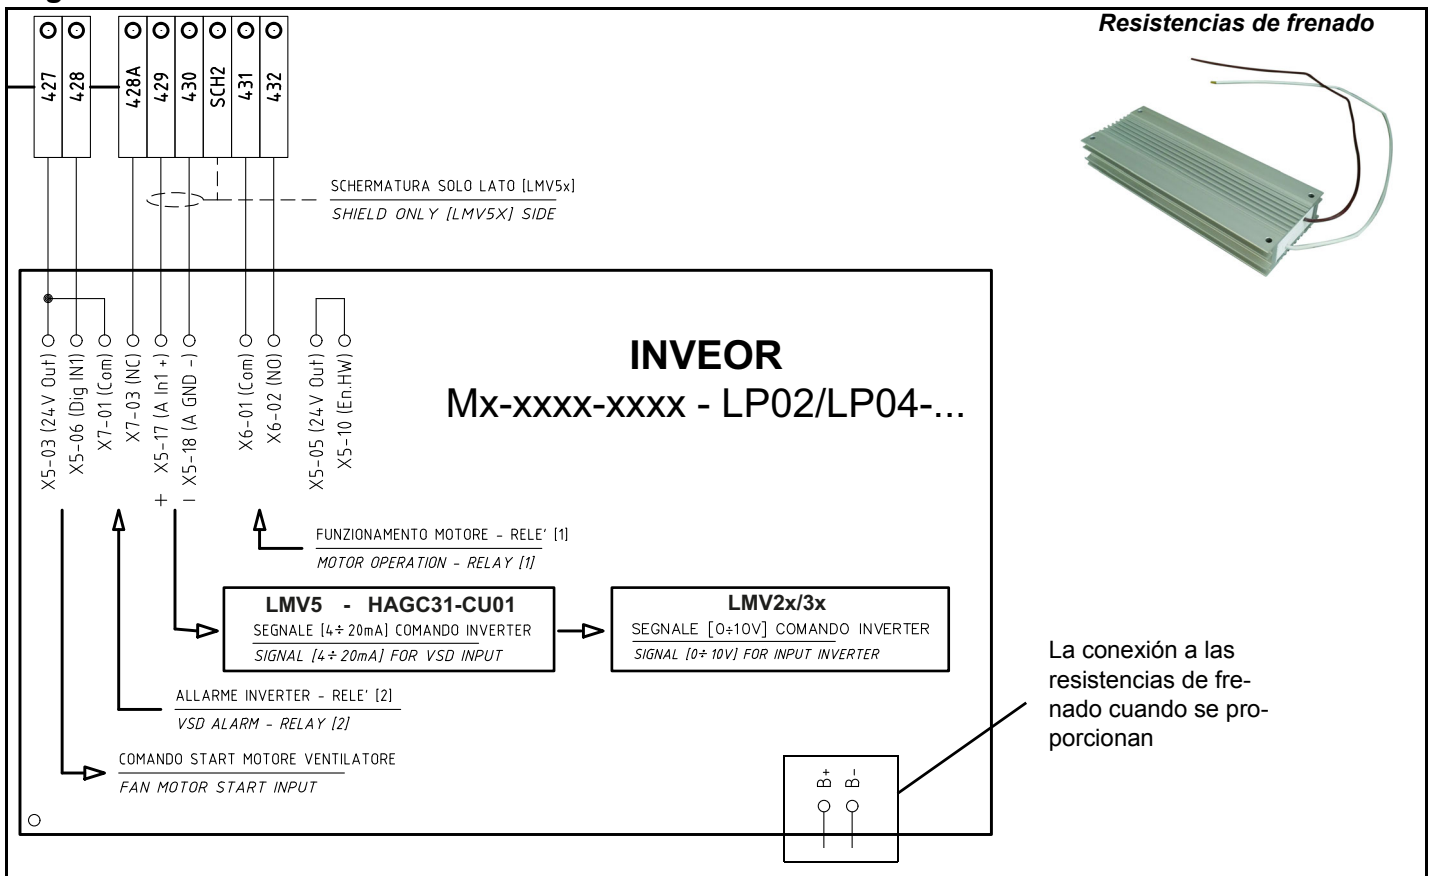 Resistencias de frenado
427
428
428A
429
430
SCH2
431
432
SCHERMATURA SOLO LATO [LMV5x]
SHIELD ONLY [LMV5X] SIDE
X5-03 (24V Out)
X5-06 (Dig IN1)
X7-01 (Com)
X7-03 (NC)
+ X5-17 (A In1 +)
- X5-18 (A GND -)
X6-01 (Com)
X6-02 (NO)
X5-05 (24V Out)
X5-10 (En.HW)
INVEOR
Mx-xxxx-xxxx - LP02/LP04-...
FUNZIONAMENTO MOTORE - RELE' [1]
MOTOR OPERATION - RELAY [1]
LMV5 - HAGC31-CU01
SEGNALE [4÷20mA] COMANDO INVERTER
SIGNAL [4÷20mA] FOR VSD INPUT
LMV2x/3x
SEGNALE [0÷10V] COMANDO INVERTER
SIGNAL [0÷10V] FOR INPUT INVERTER
ALLARME INVERTER - RELE' [2]
VSD ALARM - RELAY [2]
COMANDO START MOTORE VENTILATORE
FAN MOTOR START INPUT
B+
B-
La conexión a las
resistencias de fre-
nado cuando se pro-
porcionan